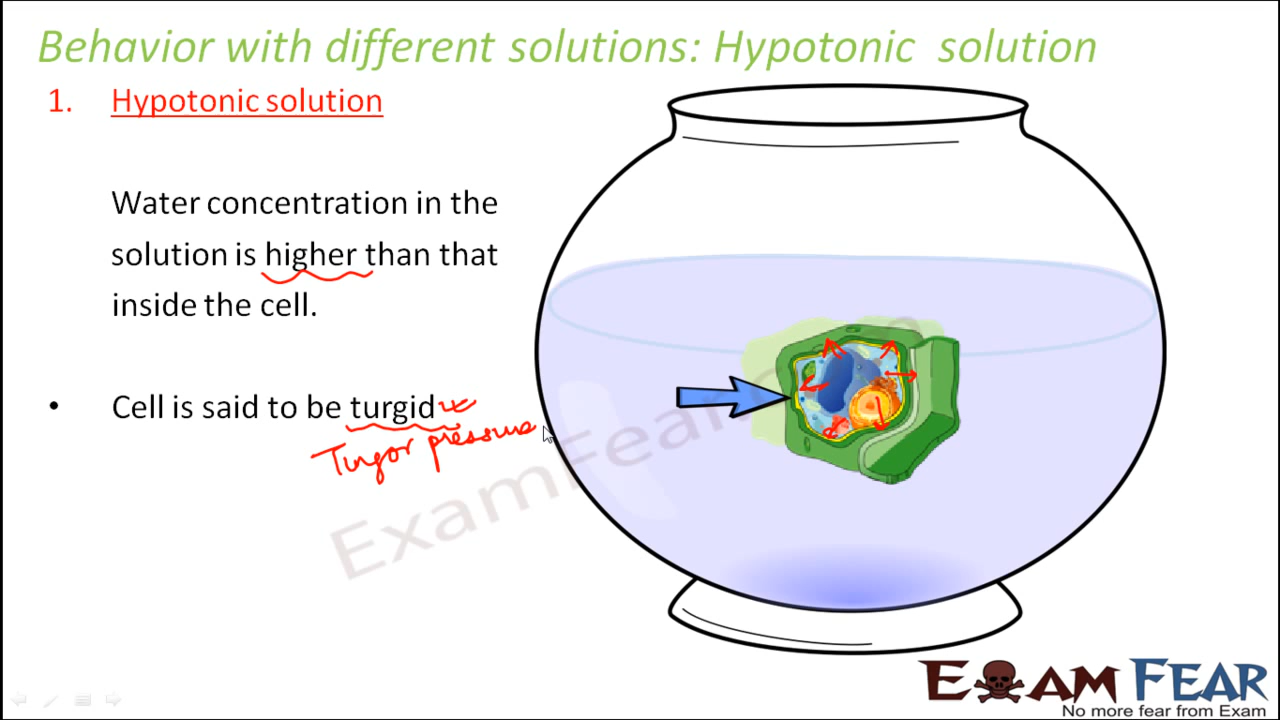 Behavior with different solutions: Hypotonic solution
1. Hypotonic solution
Water concentration in the
solution is higher than that
inside the cell.
• Cell is said to be turgid
Turgor pressure
ExamFear.com
EXAM FEAR
No more fear from Exam